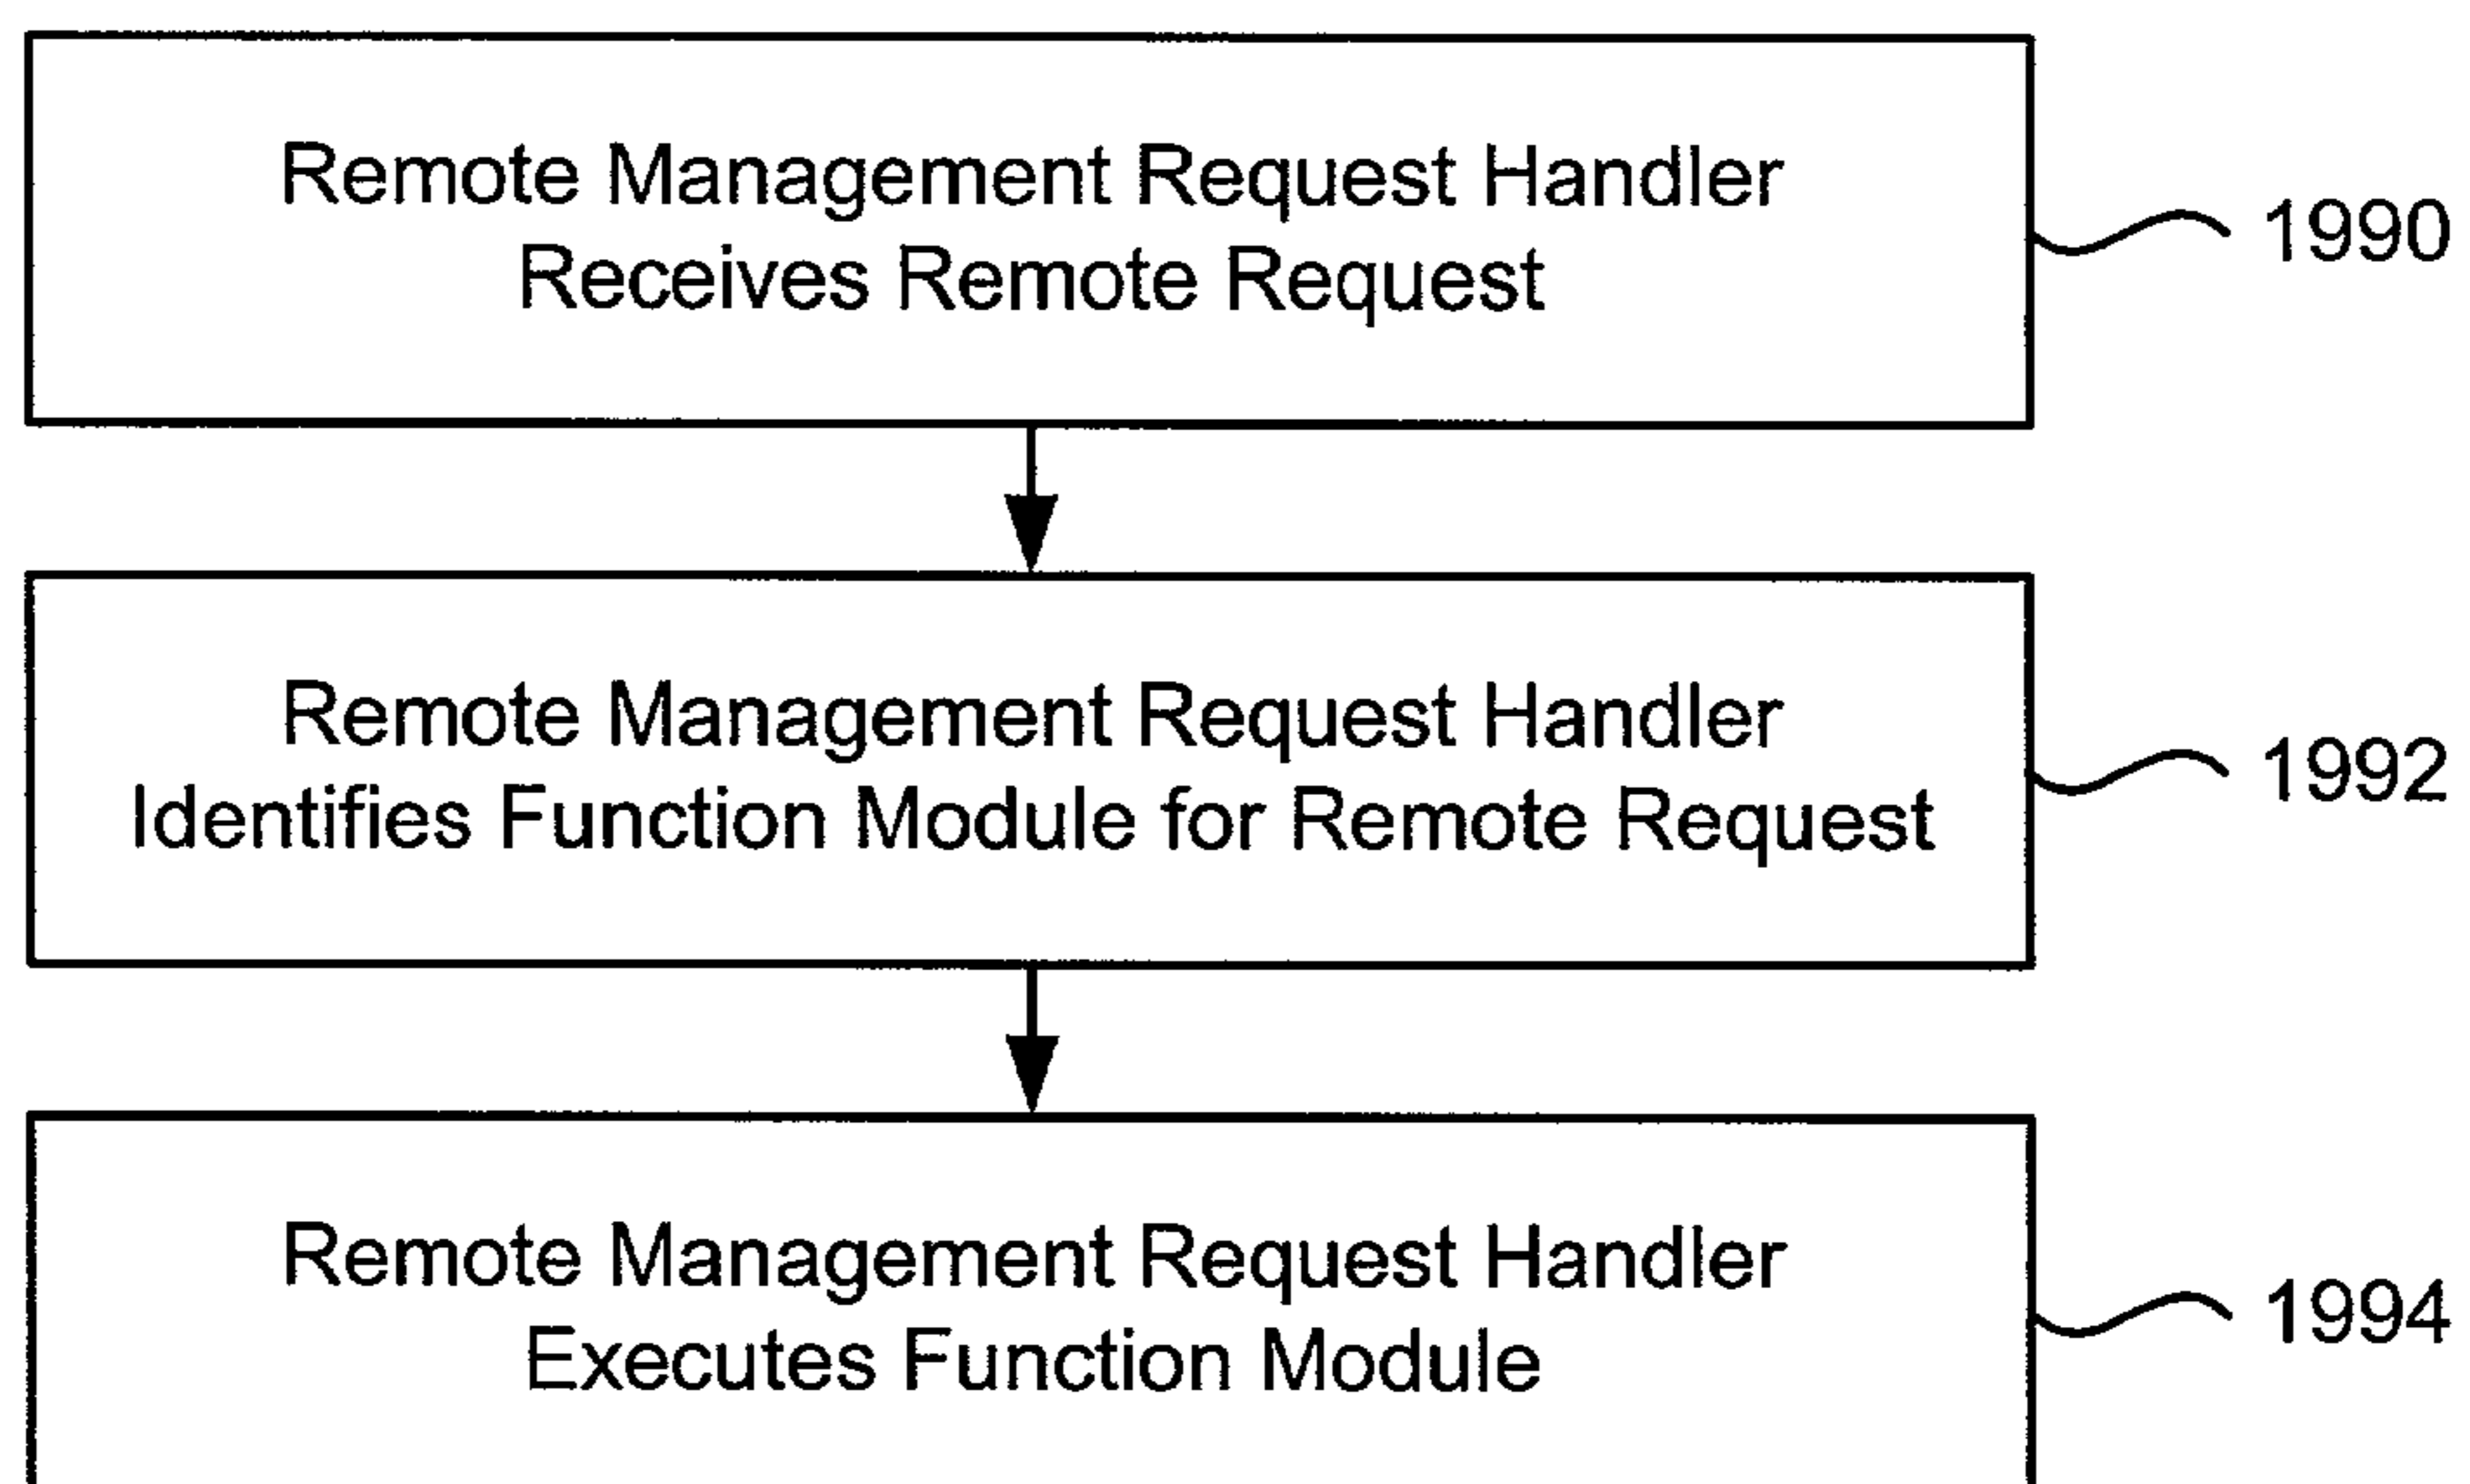 Remote Management Request Handler
Receives Remote Request
1990
Remote Management Request Handler
Identifies Function Module for Remote Request
1992
Remote Management Request Handler
Executes Function Module
1994